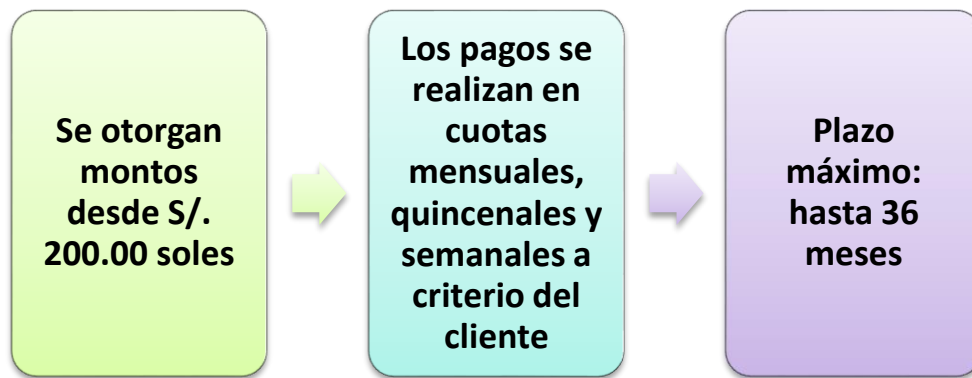 Se otorgan
montos
desde S/.
200.00 soles
Los pagos se
realizan en
cuotas
mensuales,
quincenales y
semanales a
criterio del
cliente
Plazo
máximo:
hasta 36
meses